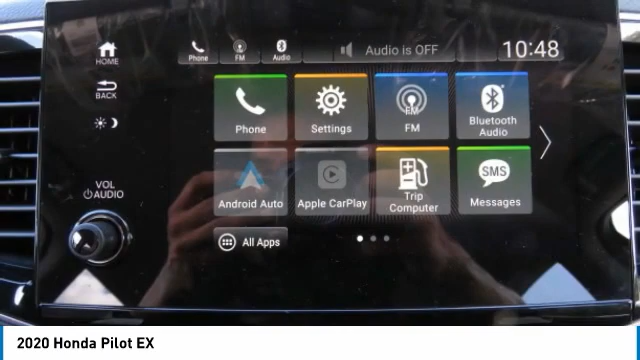 HOME
Phone
FM
Audio
Audio is OFF
10:48
BACK
Phone
Settings
FM
FM
Bluetooth
Audio
VOL
AUDIO
Android Auto
Apple CarPlay
Trip
Computer
SMS
Messages
All Apps
2020 Honda Pilot EX